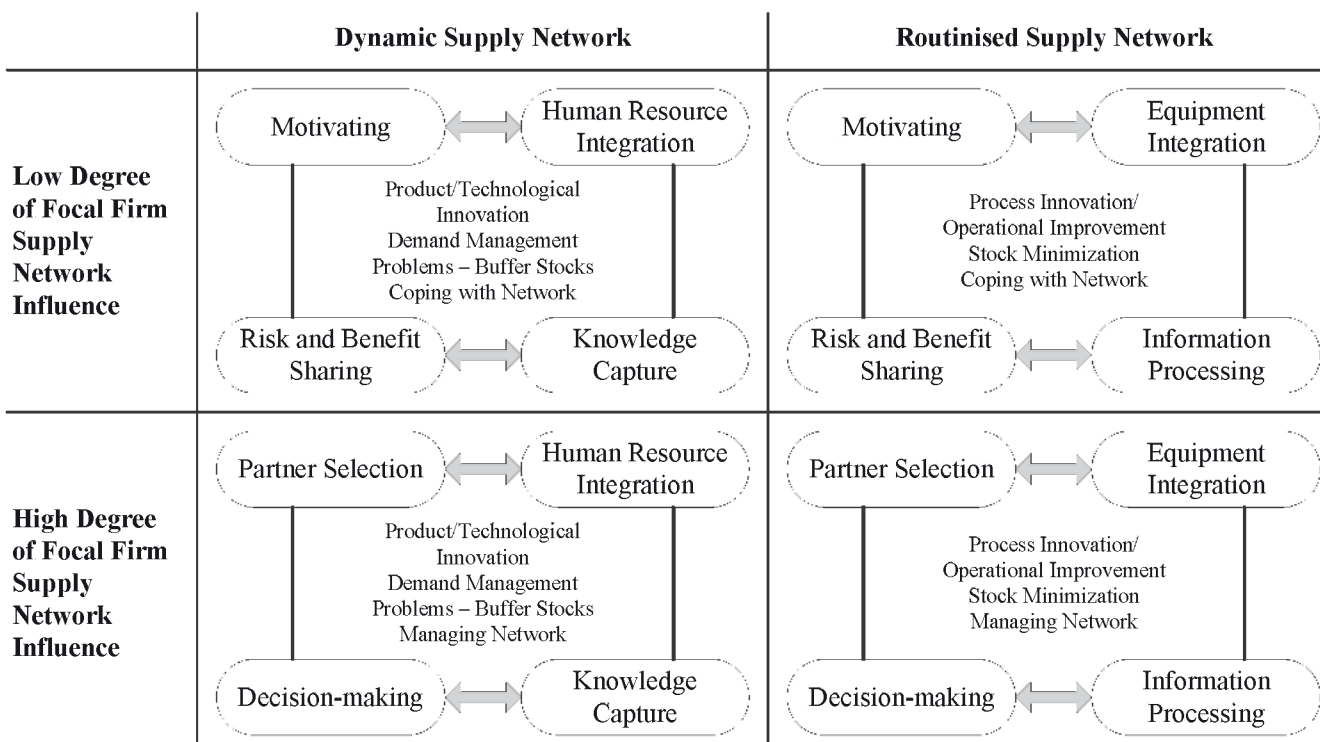 Dynamic Supply Network
Routinised Supply Network
Low Degree
of Focal Firm
Supply
Network
Influence
Motivating
Human Resource
Integration
Product/Technological
Innovation
Demand Management
Problems – Buffer Stocks
Coping with Network
Risk and Benefit
Sharing
Knowledge
Capture
Motivating
Equipment
Integration
Process Innovation/
Operational Improvement
Stock Minimization
Coping with Network
Risk and Benefit
Sharing
Information
Processing
High Degree
of Focal Firm
Supply
Network
Influence
Partner Selection
Human Resource
Integration
Product/Technological
Innovation
Demand Management
Problems – Buffer Stocks
Managing Network
Decision-making
Knowledge
Capture
Partner Selection
Equipment
Integration
Process Innovation/
Operational Improvement
Stock Minimization
Managing Network
Decision-making
Information
Processing